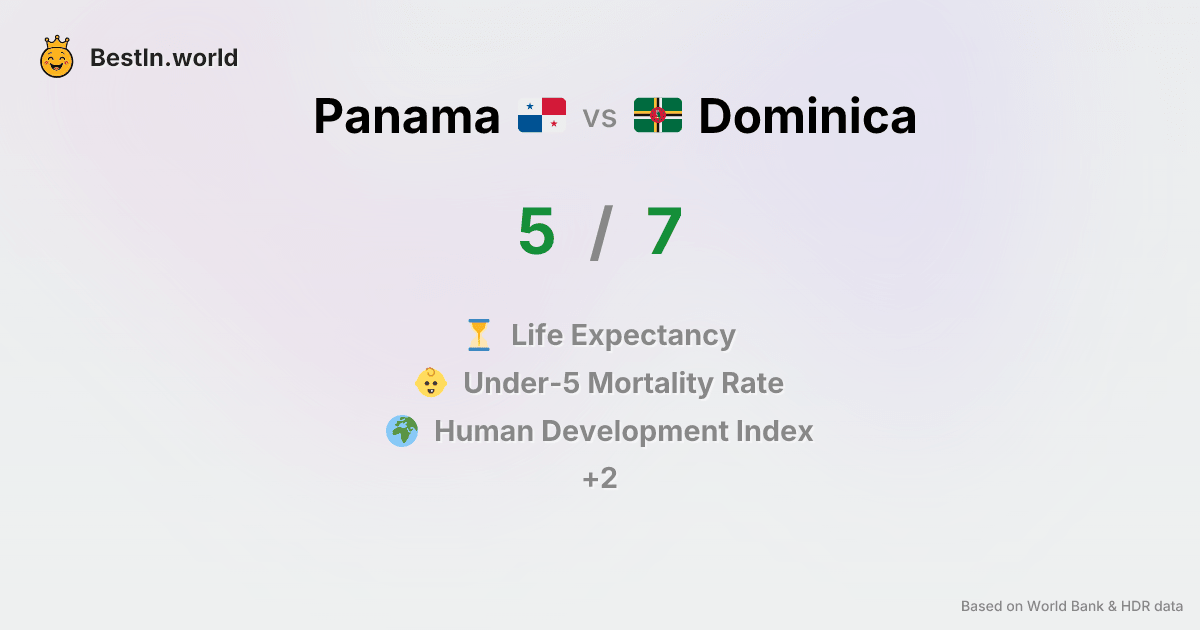 BestIn.world
Panama vs Dominica
5 / 7
Life Expectancy
Under-5 Mortality Rate
Human Development Index
+2
Based on World Bank & HDR data